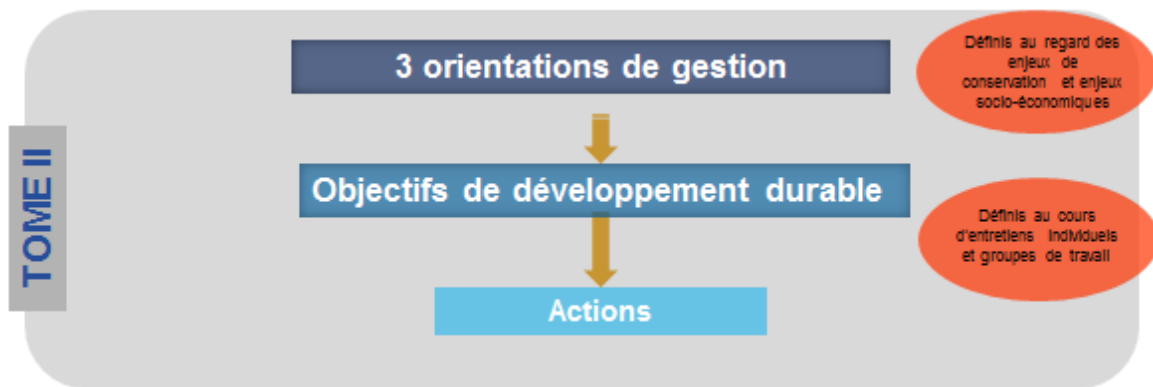 3 orientations de gestion
Définis au regard des
enjeux de
conservation et enjeux
socio-économiques
TOME II
Objectifs de développement durable
Définis au cours
d'entretiens individuels
et groupes de travail
Actions